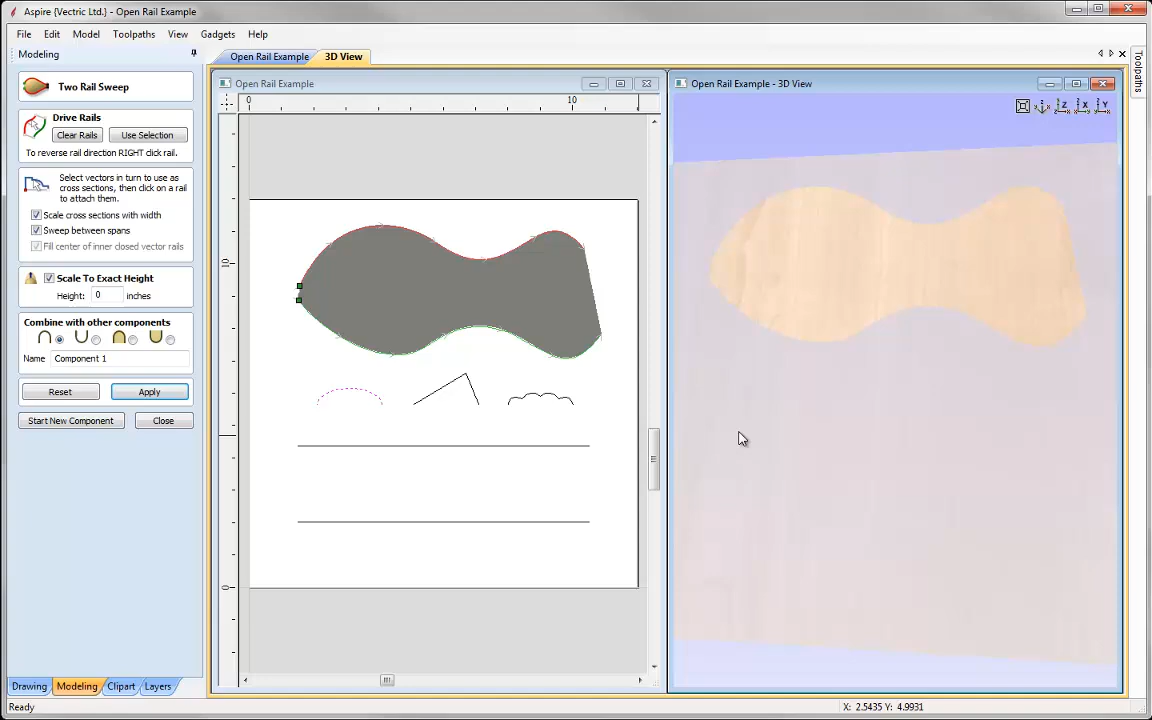 Aspire {Vectric Ltd.} - Open Rail Example
File Edit Model Toolpaths View Gadgets Help
Modeling
Open Rail Example
3D View
Two Rail Sweep
Drive Rails
Clear Rails
Use Selection
To reverse rail direction RIGHT click rail.
Select vectors in turn to use as
cross sections, then click on a rail
to attach them.
Scale cross sections with width
Sweep between spans
Fill center of inner closed vector rails
Scale To Exact Height
Height: 0 inches
Combine with other components
Name Component 1
Reset
Apply
Start New Component
Close
Open Rail Example
0 10
10
0
Open Rail Example - 3D View
Z X Y
Toolpaths
Drawing Modeling Clipart Layers
Ready
X: 2.5435 Y: 4.9931